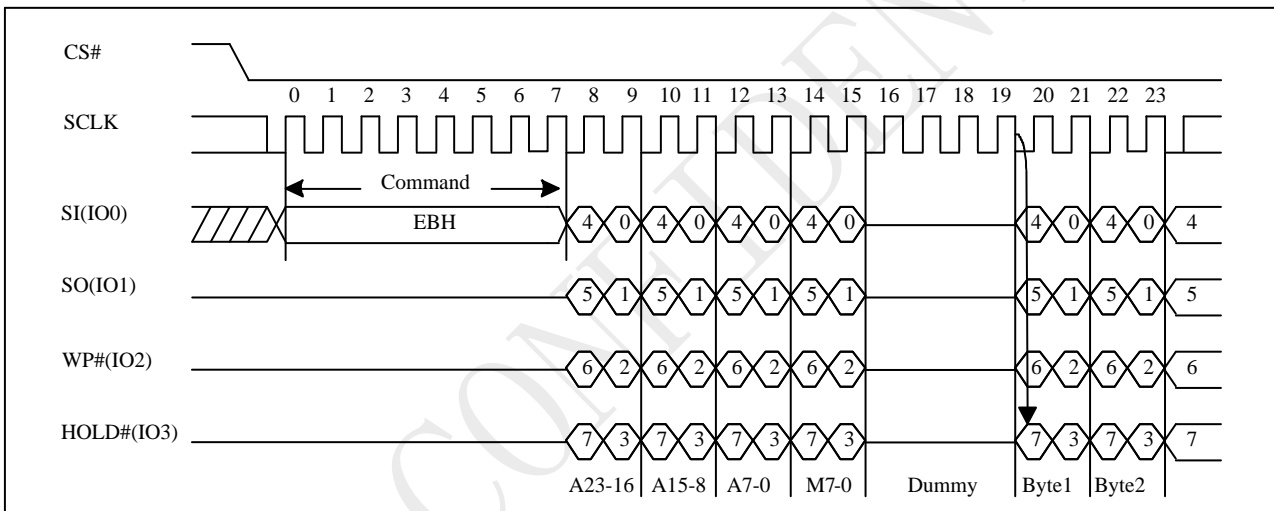 CS#
0 1 2 3 4 5 6 7 8 9 10 11 12 13 14 15 16 17 18 19 20 21 22 23
SCLK
Command
SI(IO0) EBH 4 0 4 0 4 0 4 0 4 0 4 0 4
SO(IO1) 5 1 5 1 5 1 5 1 5 1 5 1 5
WP#(IO2) 6 2 6 2 6 2 6 2 6 2 6 2 6
HOLD#(IO3) 7 3 7 3 7 3 7 3 7 3 7 3 7
A23-16 A15-8 A7-0 M7-0 Dummy Byte1 Byte2
CONFIDEN